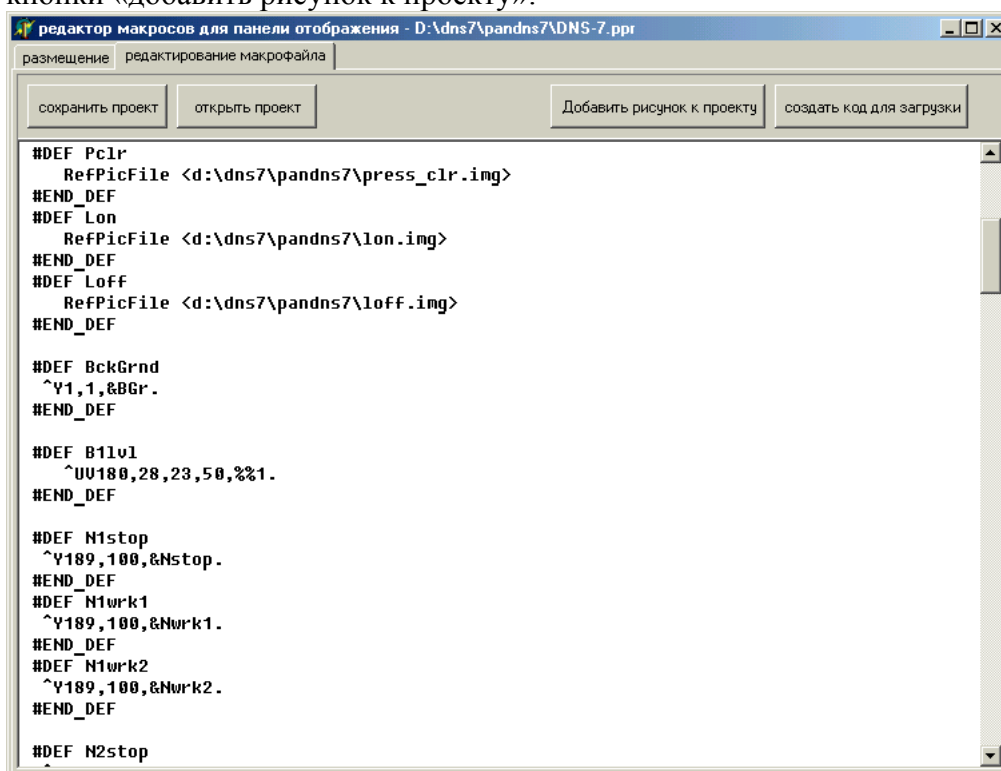 кнопки «добавить рисунок к проекту».
редактор макросов для панели отображения - D:\dns7\pandns7\DNS-7.ppr
размещение редактирование макрофайла
сохранить проект открыть проект Добавить рисунок к проекту создать код для загрузки
#DEF Pclr
RefPicFile <d:\dns7\pandns7\press_clr.img>
#END_DEF
#DEF Lon
RefPicFile <d:\dns7\pandns7\lon.img>
#END_DEF
#DEF Loff
RefPicFile <d:\dns7\pandns7\loff.img>
#END_DEF
#DEF BckGrnd
^Y1,1,&BGr.
#END_DEF
#DEF B1lvl
^UV180,28,23,50,%%1.
#END_DEF
#DEF N1stop
^Y189,100,&Nstop.
#END_DEF
#DEF N1wrk1
^Y189,100,&Nwrk1.
#END_DEF
#DEF N1wrk2
^Y189,100,&Nwrk2.
#END_DEF
#DEF N2stop